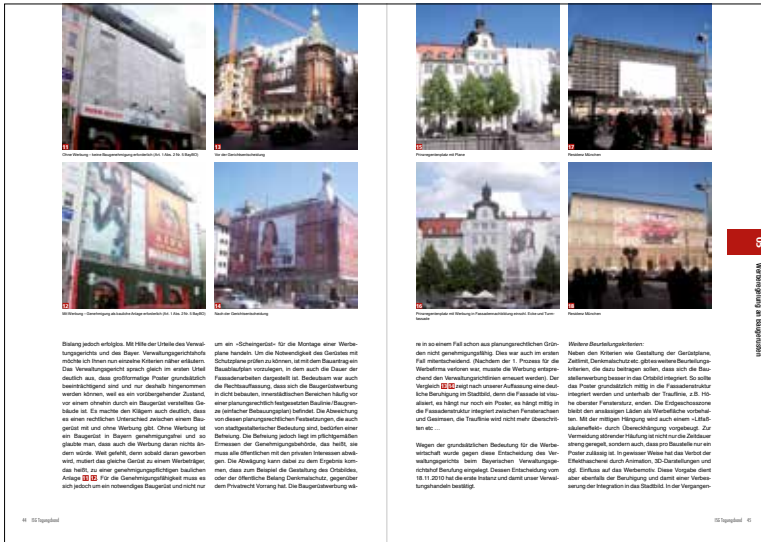 11
Ohne Werbung – keine Baugenehmigung erforderlich (Art. 1 Abs. 2 Nr. 5 BayBO)
13
Vor der Gerichtsentscheidung
12
Mit Werbung – Genehmigung als bauliche Anlage erforderlich (Art. 1 Abs. 2 Nr. 5 BayBO)
14
Nach der Gerichtsentscheidung
Bislang jedoch erfolglos. Mit Hilfe der Urteile des Verwal-
tungsgerichts und des Bayer. Verwaltungsgerichtshofs
möchte ich Ihnen nun einzelne Kriterien näher erläutern.
Das Verwaltungsgericht sprach gleich im ersten Urteil
deutlich aus, dass großformatige Poster grundsätzlich
beeinträchtigend sind und nur deshalb hingenommen
werden können, weil es ein vorübergehender Zustand,
vor einem ohnehin durch ein Baugerüst verstelltes Ge-
bäude ist. Es machte den Klägern auch deutlich, dass
es einen rechtlichen Unterschied zwischen einem Bau-
gerüst mit und ohne Werbung gibt. Ohne Werbung ist
ein Baugerüst in Bayern genehmigungsfrei und so
glaubte man, dass auch die Werbung daran nichts än-
dern würde. Weit gefehlt, denn sobald daran geworben
wird, mutiert das gleiche Gerüst zu einem Werbeträger,
das heißt, zu einer genehmigungspflichtigen baulichen
Anlage 11 12. Für die Genehmigungsfähigkeit muss es
sich jedoch um ein notwendiges Baugerüst und nicht nur
um ein »Scheingerüst« für die Montage einer Werbe-
plane handeln. Um die Notwendigkeit des Gerüstes mit
Schutzplane prüfen zu können, ist mit dem Bauantrag ein
Bauablaufplan vorzulegen, in dem auch die Dauer der
Fassadenarbeiten dargestellt ist. Bedeutsam war auch
die Rechtsauffassung, dass sich die Baugerüstwerbung
in dicht bebauten, innerstädtischen Bereichen häufig vor
einer planungsrechtlich festgesetzten Baulinie/Baugren-
ze (einfacher Bebauungsplan) befindet. Die Abweichung
von diesen planungsrechtlichen Festsetzungen, die auch
von stadtgestalterischer Bedeutung sind, bedürfen einer
Befreiung. Die Befreiung jedoch liegt im pflichtgemäßen
Ermessen der Genehmigungsbehörde, das heißt, sie
muss alle öffentlichen mit den privaten Interessen abwä-
gen. Die Abwägung kann dabei zu dem Ergebnis kom-
men, dass zum Beispiel die Gestaltung des Ortsbildes,
oder der öffentliche Belang Denkmalschutz, gegenüber
dem Privatrecht Vorrang hat. Die Baugerüstwerbung wä-
44 ISG Tagungsband
15
Prinzregentenplatz mit Plane
17
Residenz München
16
18
Residenz München
re in so einem Fall schon aus planungsrechtlichen Grün-
den nicht genehmigungsfähig. Dies war auch im ersten
Fall mitentscheidend. (Nachdem der 1. Prozess für die
Werbefirma verloren war, musste die Werbung entspre-
chend den Verwaltungsrichtlinien erneuert werden). Der
Vergleich 13 14 zeigt nach unserer Auffassung eine deut-
liche Beruhigung im Stadtbild, denn die Fassade ist visu-
alisiert, es hängt nur noch ein Poster, es hängt mittig in
die Fassadenstruktur integriert zwischen Fensterachsen
und Gesimsen, die Trauflinie wird nicht mehr überschrit-
ten etc …
Wegen der grundsätzlichen Bedeutung für die Werbe-
wirtschaft wurde gegen diese Entscheidung des Ver-
waltungsgerichts beim Bayerischen Verwaltungsge-
richtshof Berufung eingelegt. Dessen Entscheidung vom
18.11.2010 hat die erste Instanz und damit unser Verwal-
tungshandeln bestätigt.
Weitere Beurteilungskriterien:
Neben den Kriterien wie Gestaltung der Gerüstplane,
Zeitlimit, Denkmalschutz etc. gibt es weitere Beurteilungs-
kriterien, die dazu beitragen sollen, dass sich die Bau-
stellenwerbung besser in das Ortsbild integriert. So sollte
das Poster grundsätzlich mittig in die Fassadenstruktur
integriert werden und unterhalb der Trauflinie, z.B. Hö-
he oberster Fenstersturz, enden. Die Erdgeschosszone
bleibt den ansässigen Läden als Werbefläche vorbehal-
ten. Mit der mittigen Hängung wird auch einem »Litfaß-
säuleneffekt« durch Übereckhängung vorgebeugt. Zur
Vermeidung störender Häufung ist nicht nur die Zeitdauer
streng geregelt, sondern auch, dass pro Baustelle nur ein
Poster zulässig ist. In gewisser Weise hat das Verbot der
Effekthascherei durch Animation, 3D-Darstellungen und
dgl. Einfluss auf das Werbemotiv. Diese Vorgabe dient
aber ebenfalls der Beruhigung und damit einer Verbes-
serung der Integration in das Stadtbild. In der Vergangen-
Werberegelung an Baugerüsten
ISG Tagungsband 45